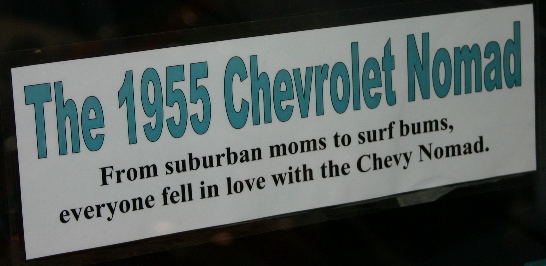 The 1955 Chevrolet Nomad
From suburban moms to surf bums,
everyone fell in love with the Chevy Nomad.